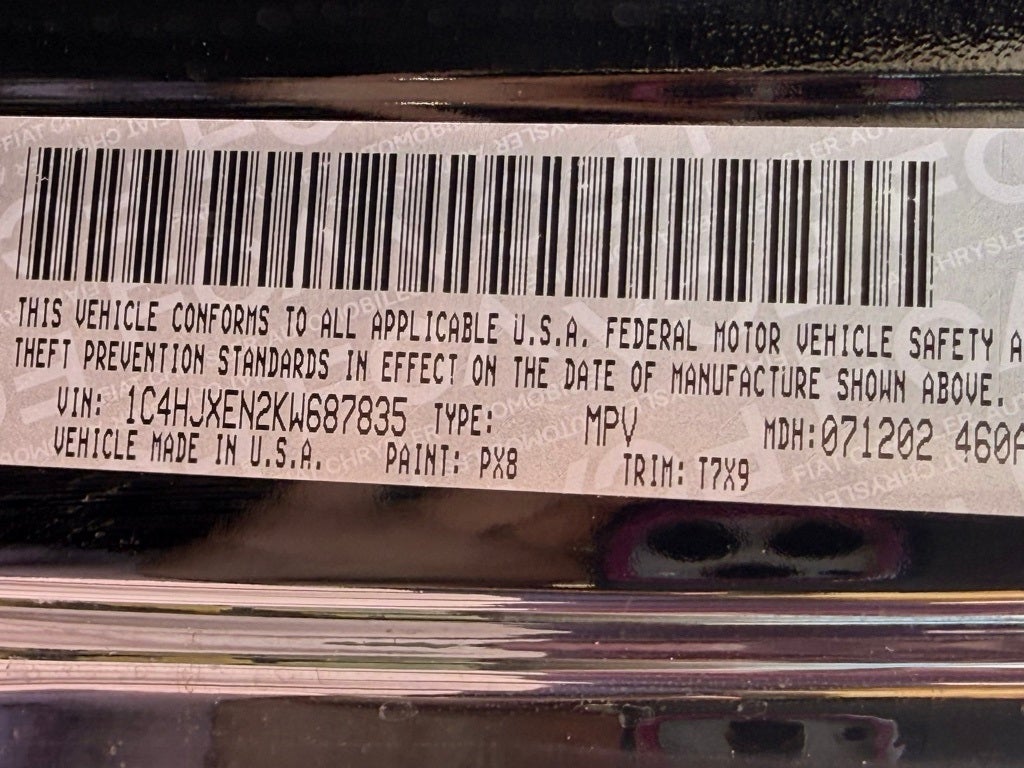 THIS VEHICLE CONFORMS TO ALL APPLICABLE U.S.A. FEDERAL MOTOR VEHICLE SAFETY A
THEFT PREVENTION STANDARDS IN EFFECT ON THE DATE OF MANUFACTURE SHOWN ABOVE.
VIN: 1C4HJXEN2KW687835 TYPE: MPV MDH:071202 460A
VEHICLE MADE IN U.S.A. PAINT: PX8 TRIM: T7X9